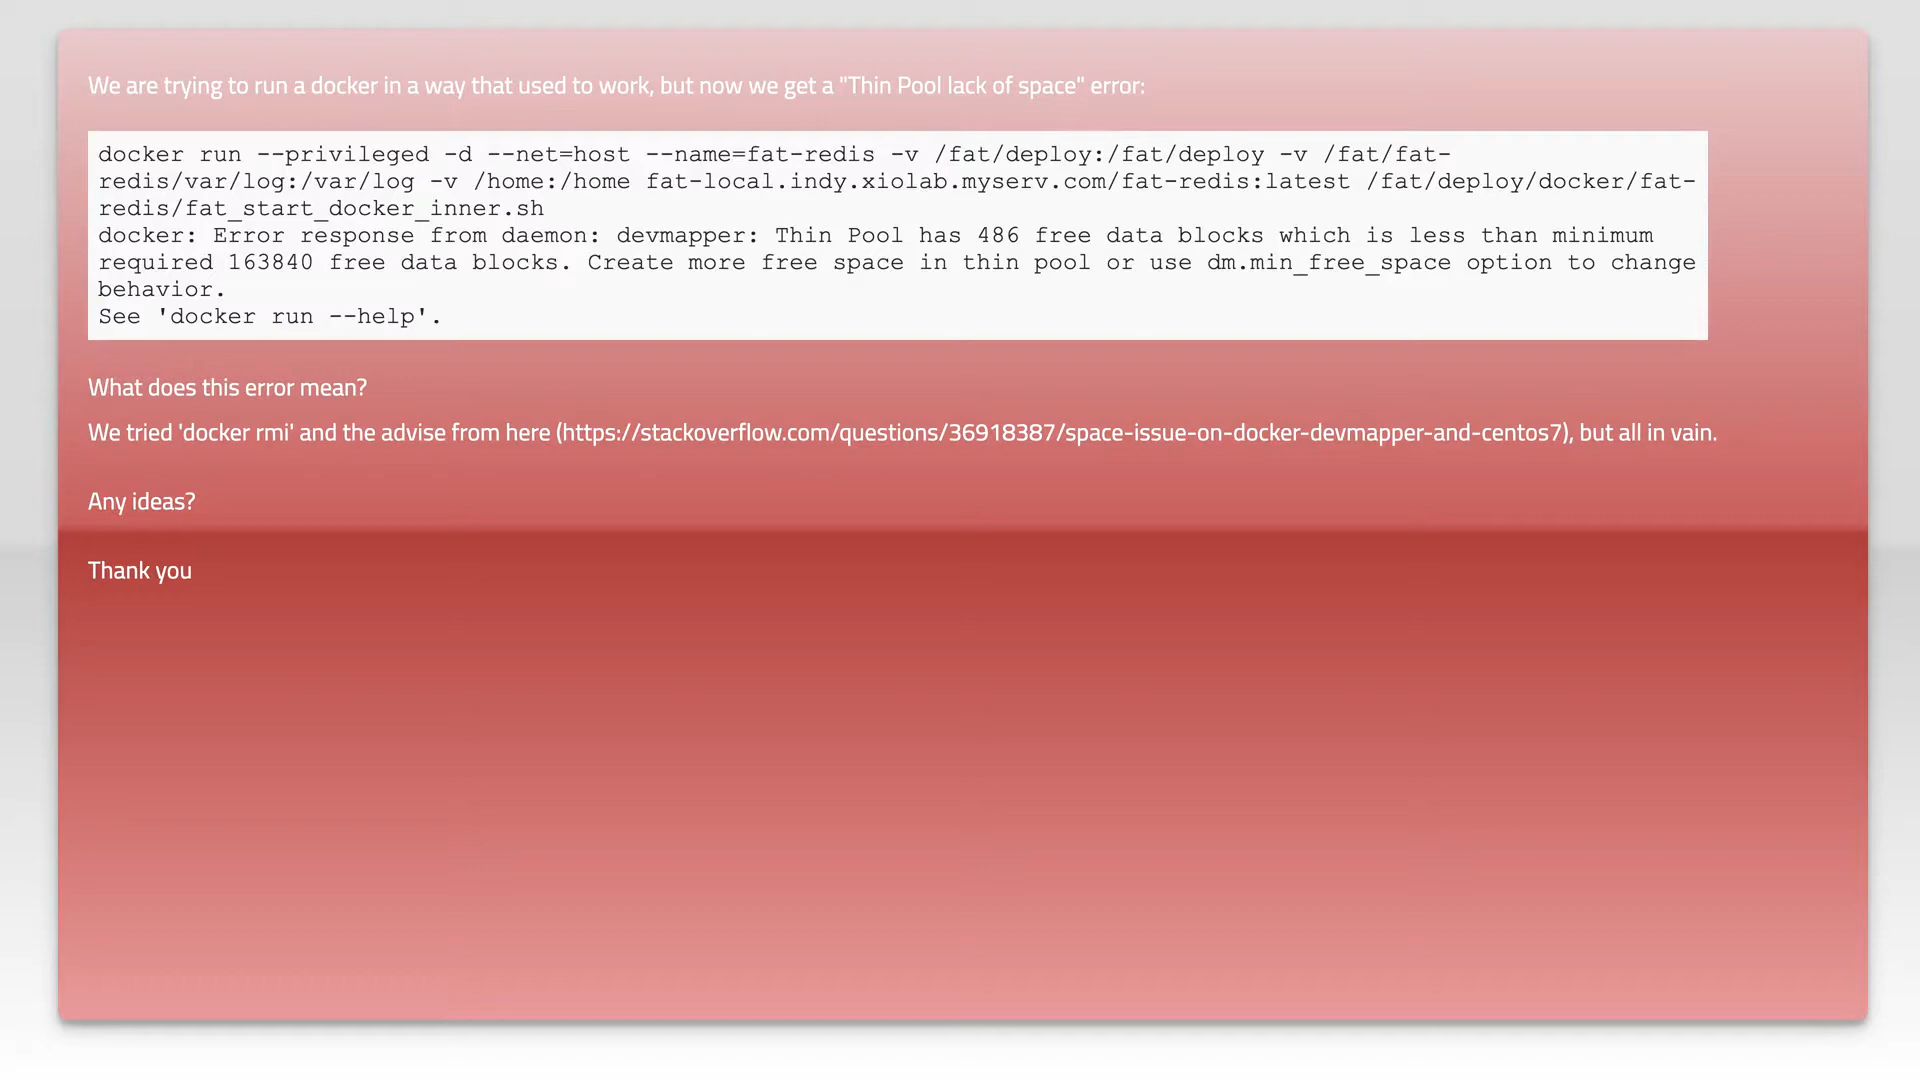 We are trying to run a docker in a way that used to work, but now we get a "Thin Pool lack of space" error:
docker run --privileged -d --net=host --name=fat-redis -v /fat/deploy:/fat/deploy -v /fat/fat-
redis/var/log:/var/log -v /home:/home fat-local.indy.xiolab.myserv.com/fat-redis:latest /fat/deploy/docker/fat-
redis/fat_start_docker_inner.sh
docker: Error response from daemon: devmapper: Thin Pool has 486 free data blocks which is less than minimum
required 163840 free data blocks. Create more free space in thin pool or use dm.min_free_space option to change
behavior.
See 'docker run --help'.
What does this error mean?
We tried 'docker rmi' and the advise from here (https://stackoverflow.com/questions/36918387/space-issue-on-docker-devmapper-and-centos7), but all in vain.
Any ideas?
Thank you